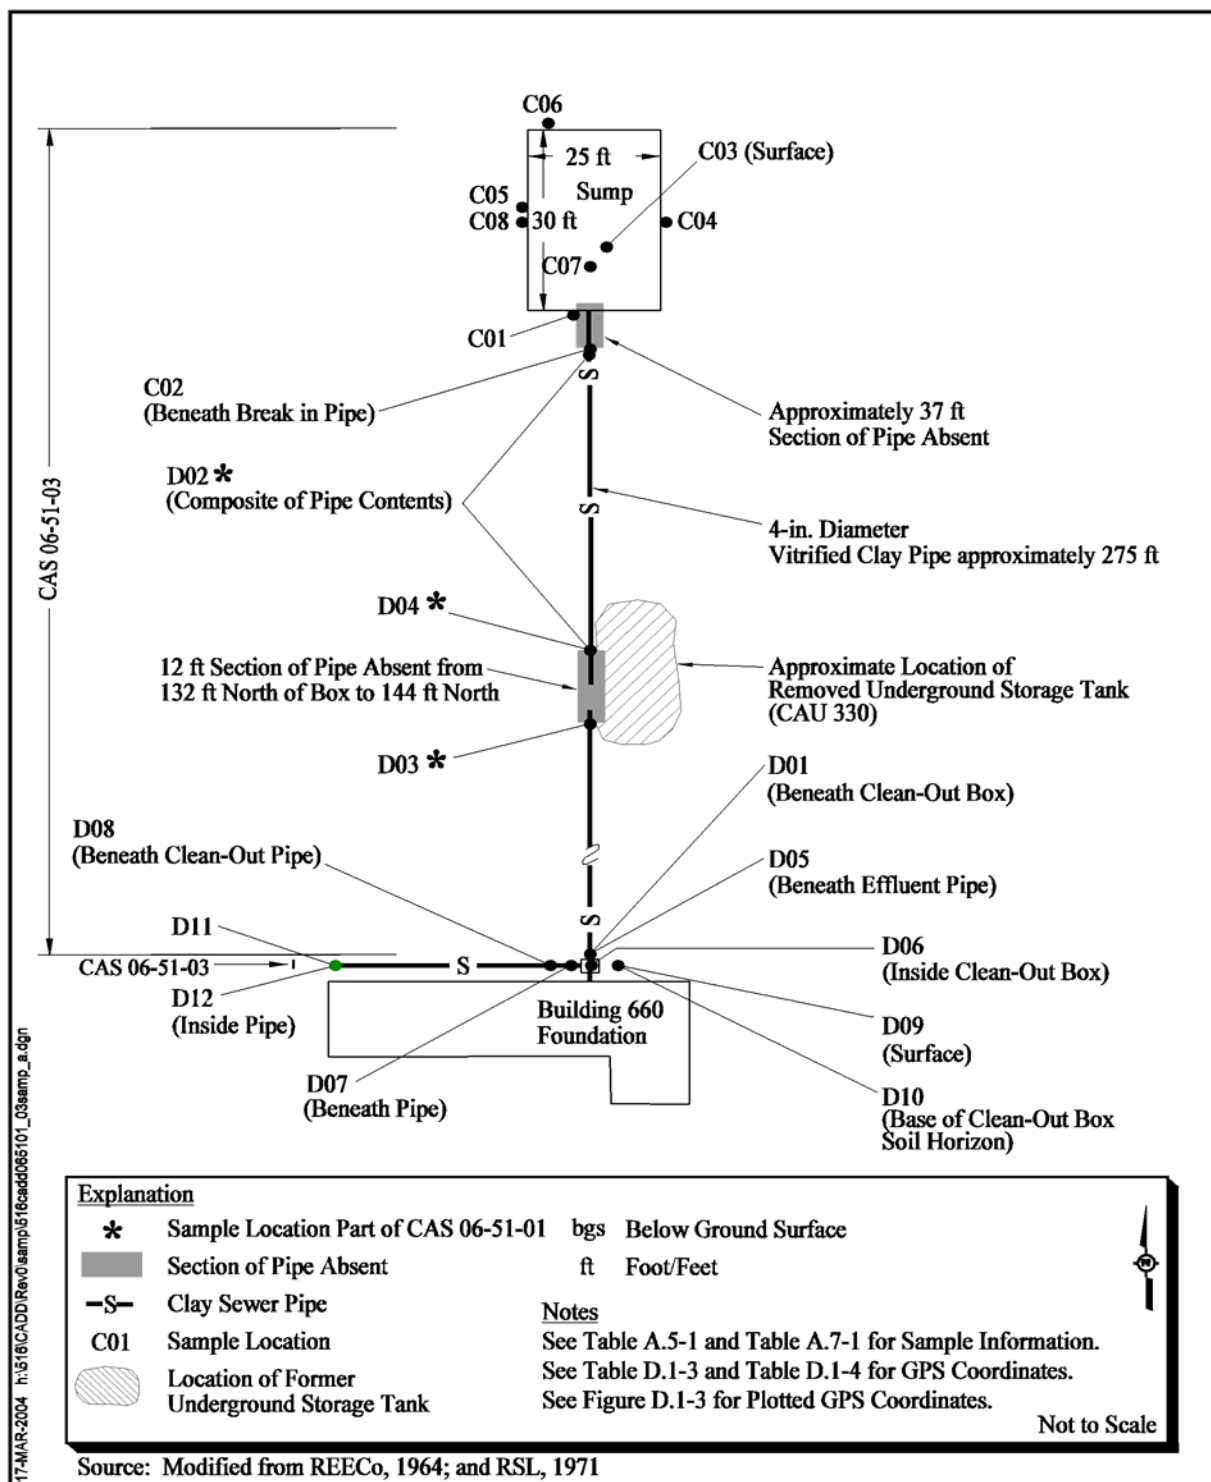 C06
25 ft
C03 (Surface)
Sump
C05
C08
30 ft
C04
C07
C01
S
C02
(Beneath Break in Pipe)
Approximately 37 ft
Section of Pipe Absent
D02 *
(Composite of Pipe Contents)
S
4-in. Diameter
Vitrified Clay Pipe approximately 275 ft
CAS 06-51-03
D04 *
12 ft Section of Pipe Absent from
132 ft North of Box to 144 ft North
Approximate Location of
Removed Underground Storage Tank
(CAU 330)
D03 *
D01
(Beneath Clean-Out Box)
D08
(Beneath Clean-Out Pipe)
D05
(Beneath Effluent Pipe)
S
D11
CAS 06-51-03
S
D06
(Inside Clean-Out Box)
D12
(Inside Pipe)
Building 660
Foundation
D09
(Surface)
D07
(Beneath Pipe)
D10
(Base of Clean-Out Box
Soil Horizon)
Explanation
* Sample Location Part of CAS 06-51-01
bgs Below Ground Surface
Section of Pipe Absent
ft Foot/Feet
S Clay Sewer Pipe
C01 Sample Location
Location of Former
Underground Storage Tank
Notes
See Table A.5-1 and Table A.7-1 for Sample Information.
See Table D.1-3 and Table D.1-4 for GPS Coordinates.
See Figure D.1-3 for Plotted GPS Coordinates.
N
Not to Scale
Source: Modified from REECo, 1964; and RSL, 1971
17-MAR-2004 h:\516\CADD\Rev0\samp\516cadd065101_03samp_a.dgn